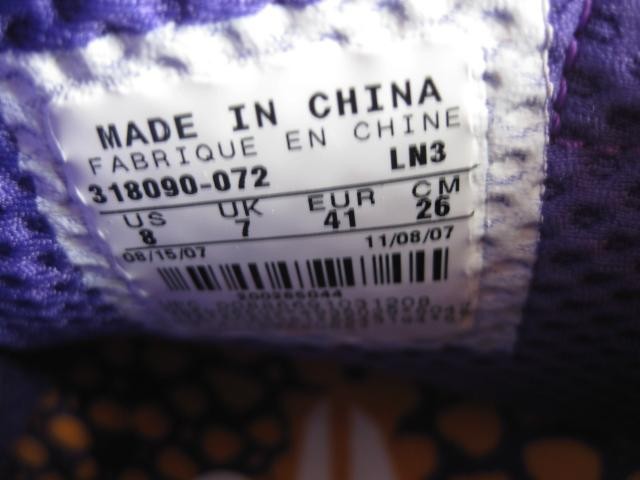 MADE IN CHINA
FABRIQUE EN CHINE
318090-072 LN3
US UK EUR CM
8 7 41 26
08/15/07 11/08/07
200265044